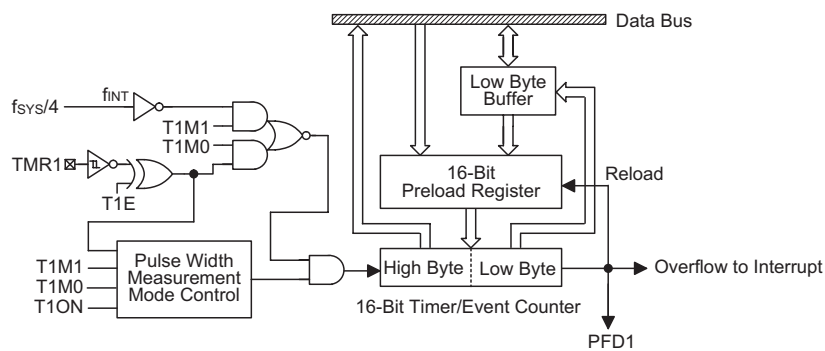 Data Bus
Low Byte
Buffer
fSYS/4
fINT
T1M1
T1M0
TMR1
T1E
16-Bit
Preload Register
Reload
T1M1
T1M0
T1ON
Pulse Width
Measurement
Mode Control
High Byte
Low Byte
Overflow to Interrupt
16-Bit Timer/Event Counter
PFD1